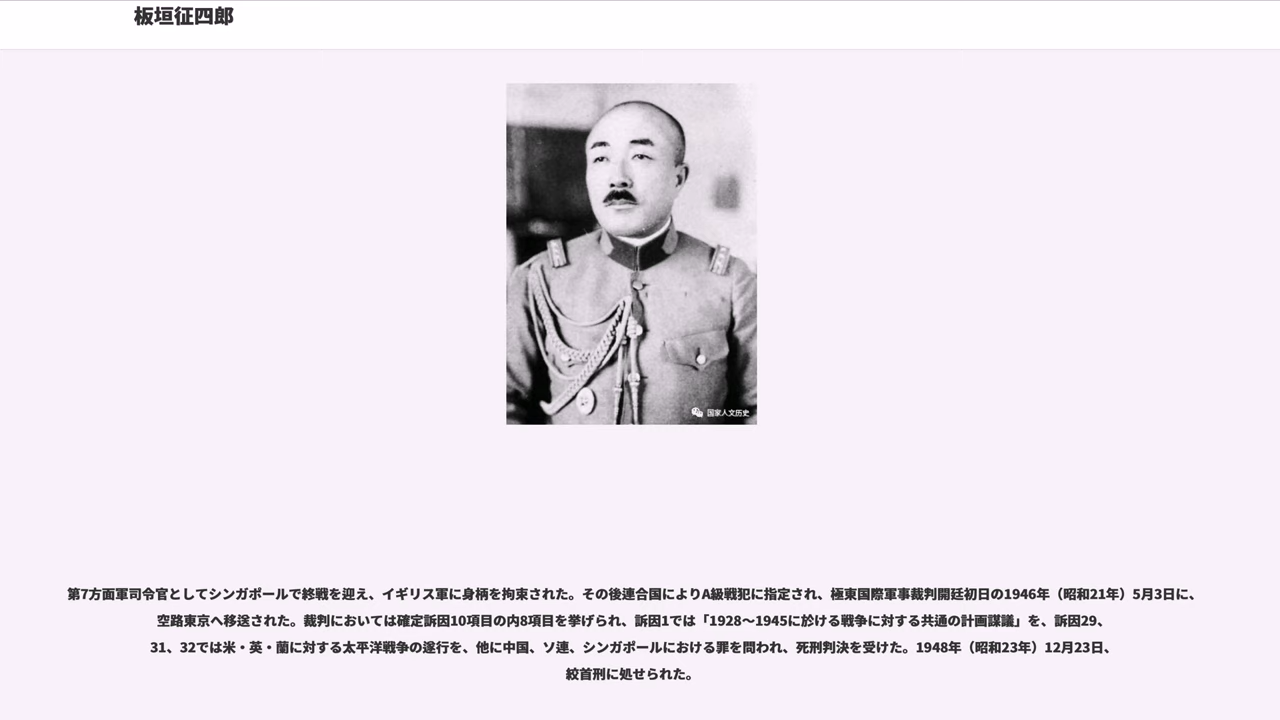 板垣征四郎
国家人文历史
第7方面軍司令官としてシンガポールで終戦を迎え、イギリス軍に身柄を拘束された。その後連合国によりA級戦犯に指定され、極東国際軍事裁判開廷初日の1946年（昭和21年）5月3日に、
空路東京へ移送された。裁判においては確定訴因10項目の内8項目を挙げられ、訴因1では「1928〜1945に於ける戦争に対する共通の計画謀議」を、訴因29、
31、32では米・英・蘭に対する太平洋戦争の遂行を、他に中国、ソ連、シンガポールにおける罪を問われ、死刑判決を受けた。1948年（昭和23年）12月23日、
絞首刑に処せられた。